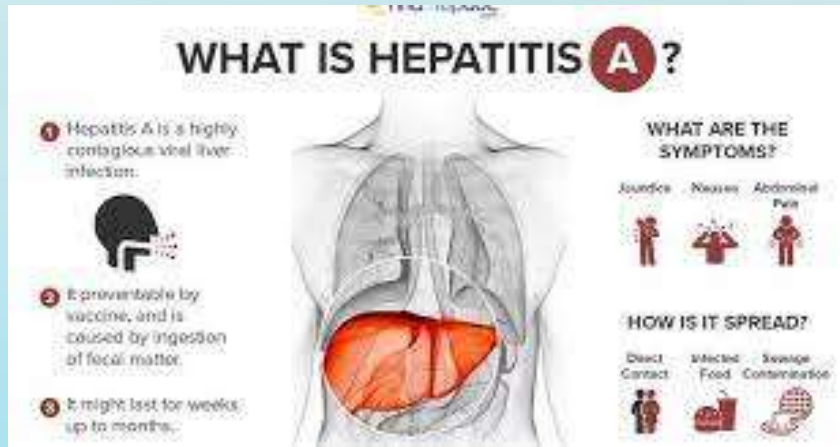 WHAT IS HEPATITIS A ?
1 Hepatitis A is a highly
contagious viral liver
infection.
2 It preventable by
vaccine, and is
caused by ingestion
of fecal matter.
3 It might last for weeks,
up to months.
WHAT ARE THE
SYMPTOMS?
Jaundice
Nausea
Abdominal
Pain
HOW IS IT SPREAD?
Direct
Contact
Infected
Food
Sewage
Contamination